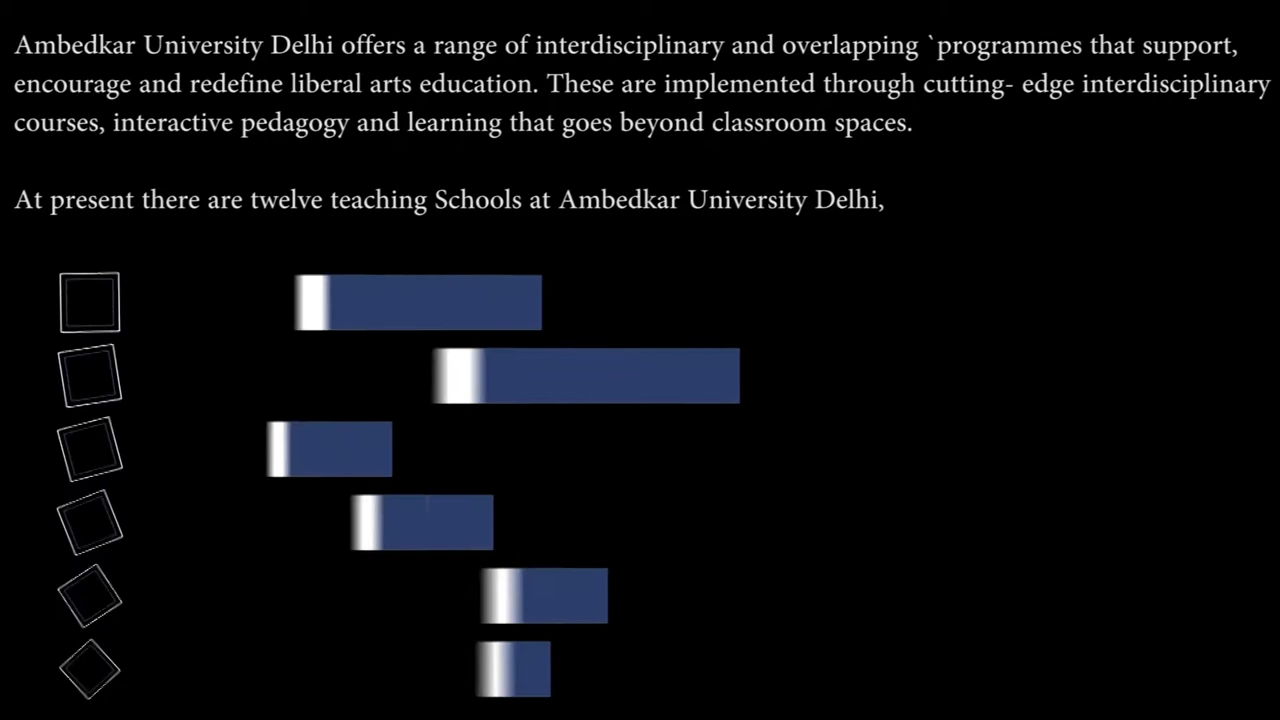 Ambedkar University Delhi offers a range of interdisciplinary and overlapping `programmes that support,
encourage and redefine liberal arts education. These are implemented through cutting- edge interdisciplinary
courses, interactive pedagogy and learning that goes beyond classroom spaces.
At present there are twelve teaching Schools at Ambedkar University Delhi,